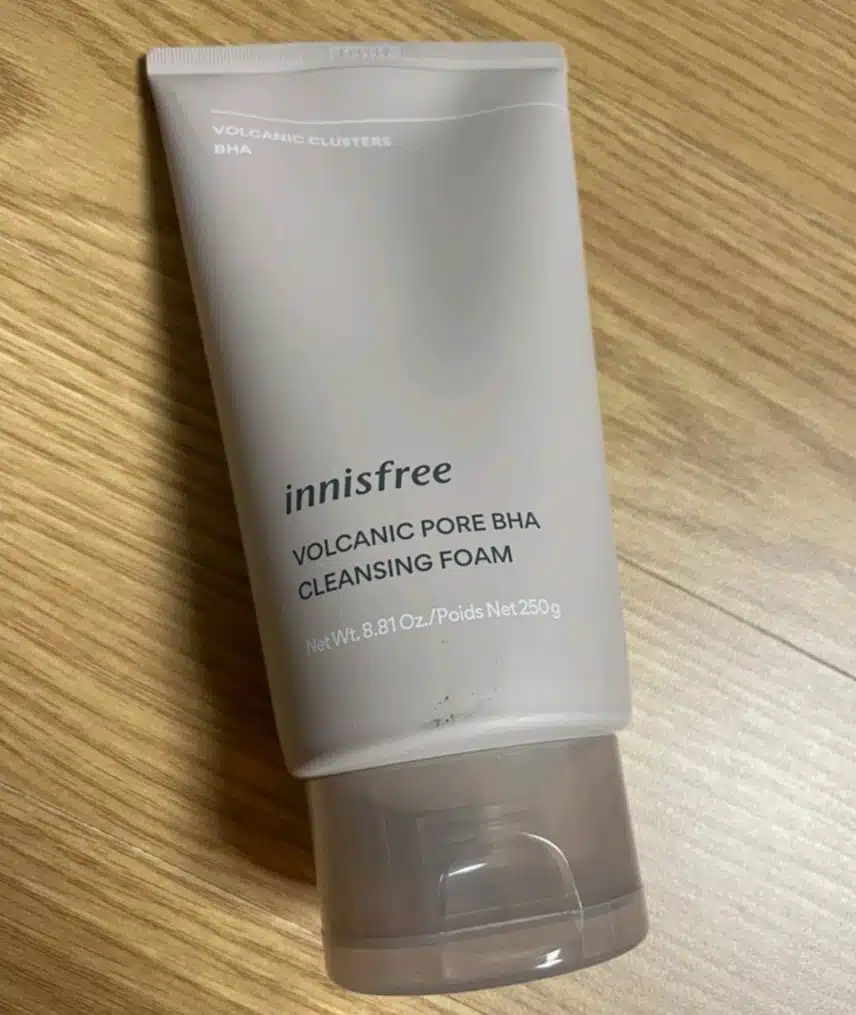 VOLCANIC CLUSTERS
BHA
innisfree
VOLCANIC PORE BHA
CLEANSING FOAM
Net Wt. 8.81 Oz./Poids Net 250g